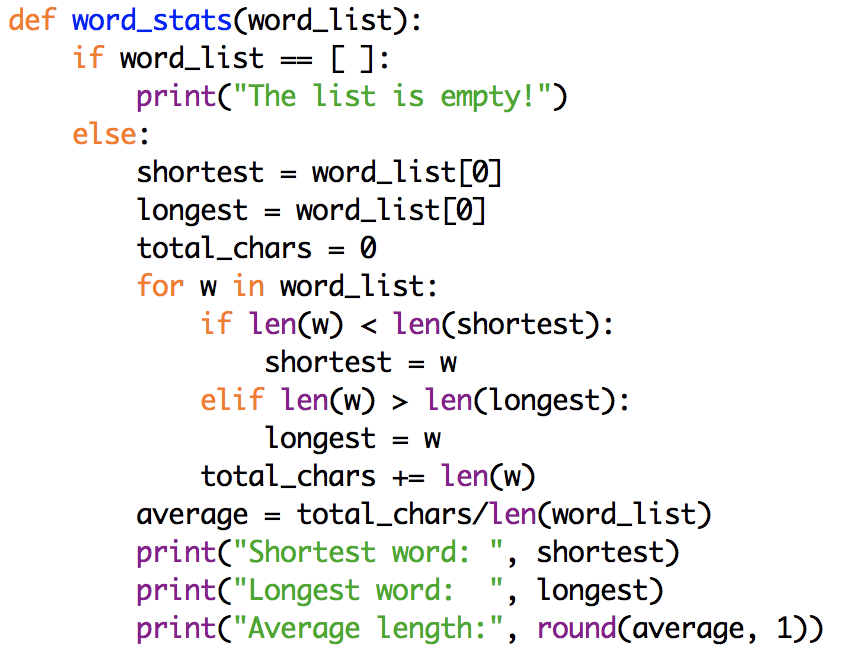 def word_stats(word_list):
    if word_list == [ ]:
        print("The list is empty!")
    else:
        shortest = word_list[0]
        longest = word_list[0]
        total_chars = 0
        for w in word_list:
            if len(w) < len(shortest):
                shortest = w
            elif len(w) > len(longest):
                longest = w
            total_chars += len(w)
        average = total_chars/len(word_list)
        print("Shortest word: ", shortest)
        print("Longest word:  ", longest)
        print("Average length:", round(average, 1))